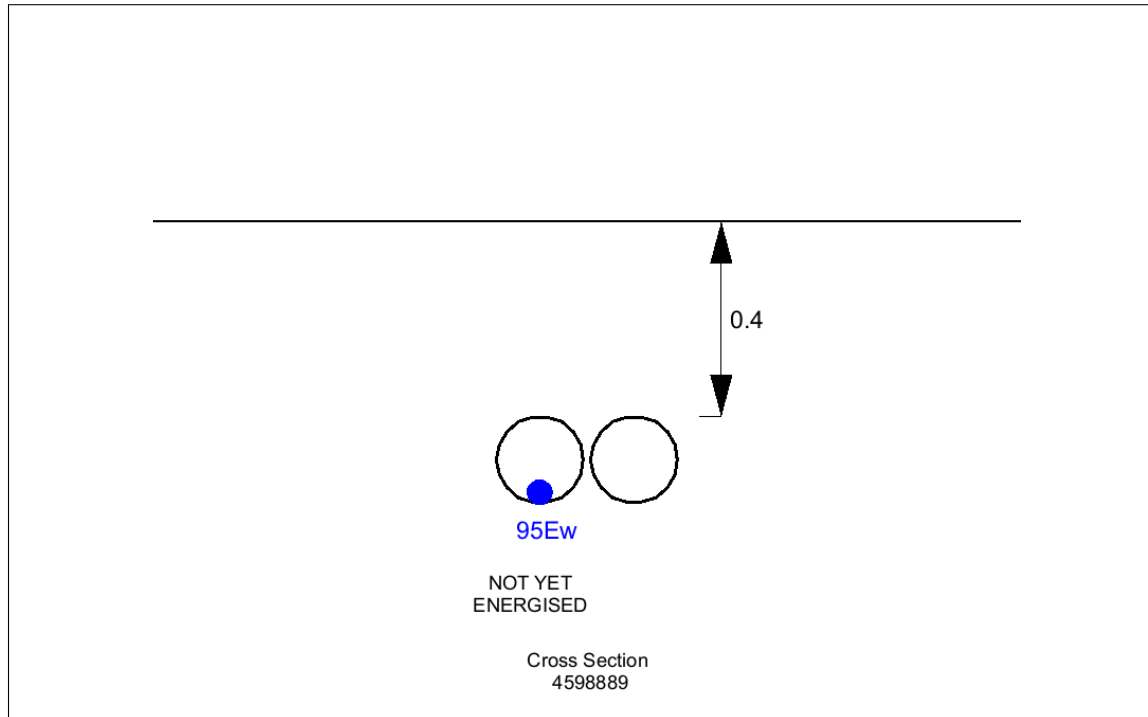 0.4
95Ew
NOT YET
ENERGISED
Cross Section
4598889